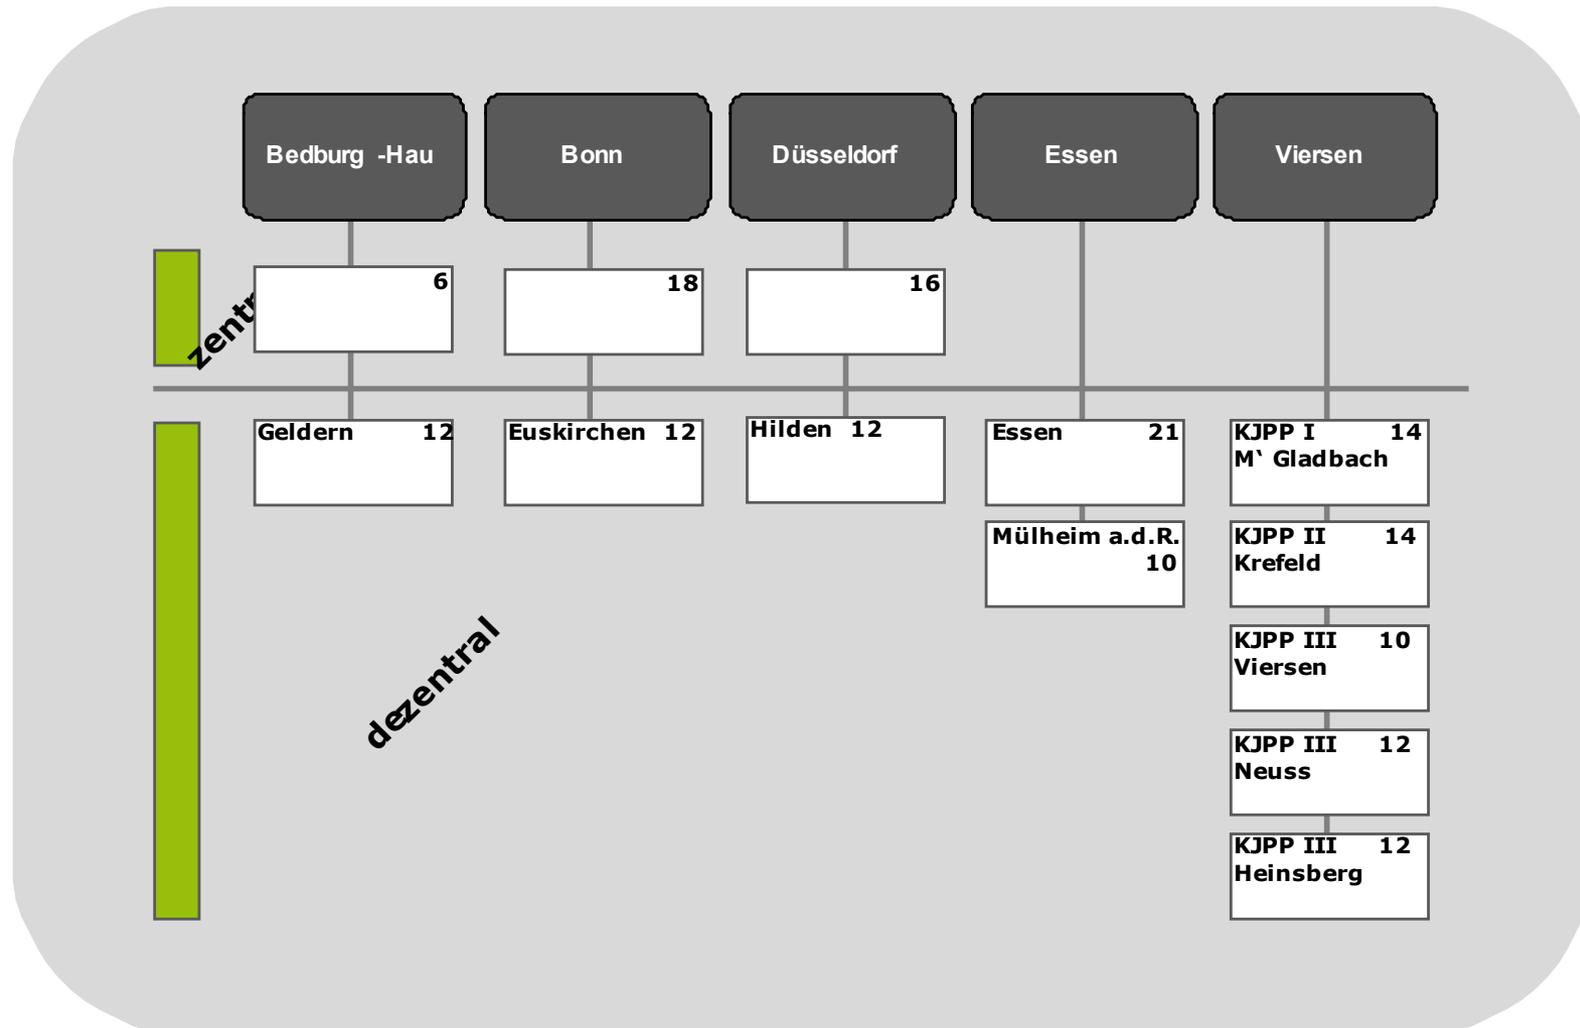 Bedburg -Hau
Bonn
Düsseldorf
Essen
Viersen
6
18
16
zentr
Geldern 12
Euskirchen 12
Hilden 12
Essen 21
KJPP I 14
M‘ Gladbach
Mülheim a.d.R.
10
KJPP II 14
Krefeld
KJPP III 10
Viersen
dezentral
KJPP III 12
Neuss
KJPP III 12
Heinsberg